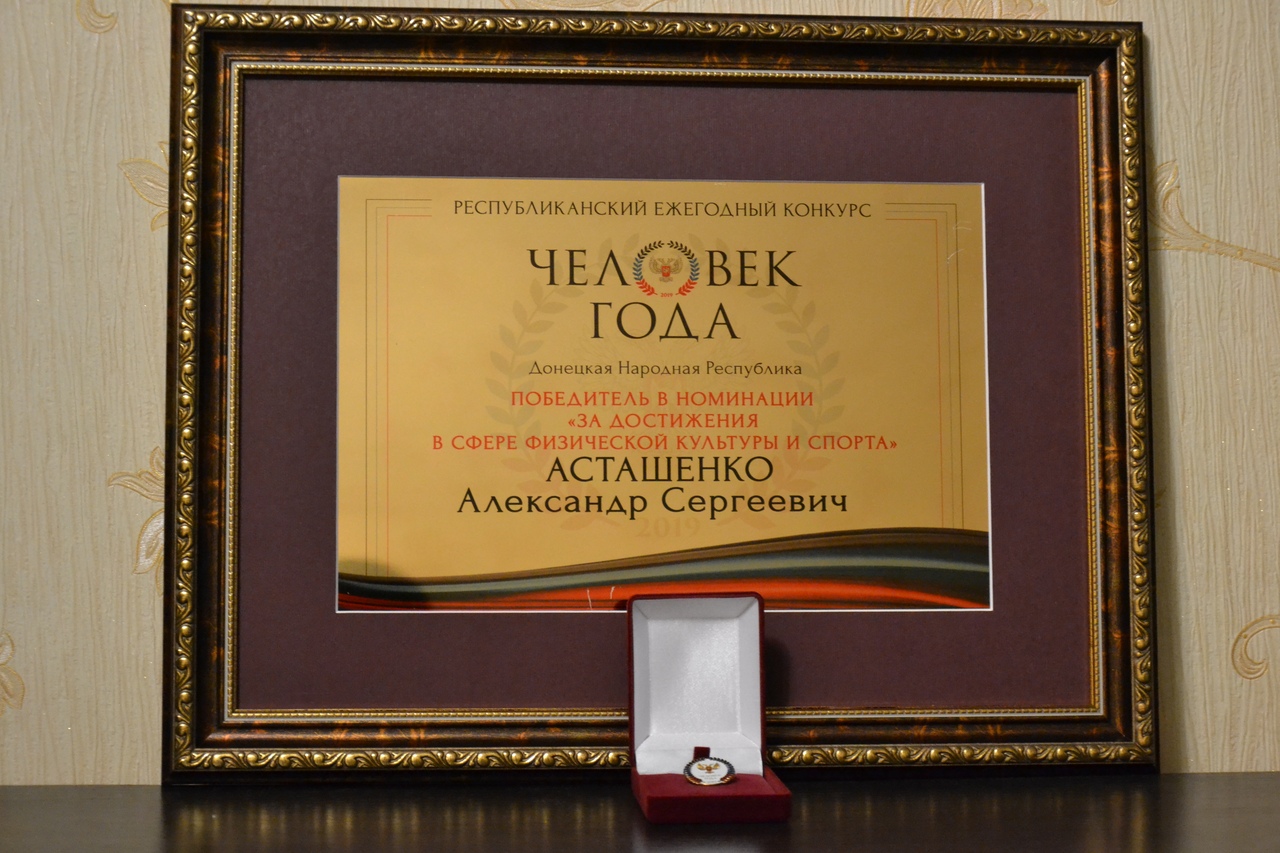 РЕСПУБЛИКАНСКИЙ ЕЖЕГОДНЫЙ КОНКУРС
ЧЕЛОВЕК
2019
ГОДА
Донецкая Народная Республика
ПОБЕДИТЕЛЬ В НОМИНАЦИИ
«ЗА ДОСТИЖЕНИЯ
В СФЕРЕ ФИЗИЧЕСКОЙ КУЛЬТУРЫ И СПОРТА»
АСТАШЕНКО
Александр Сергеевич
2019